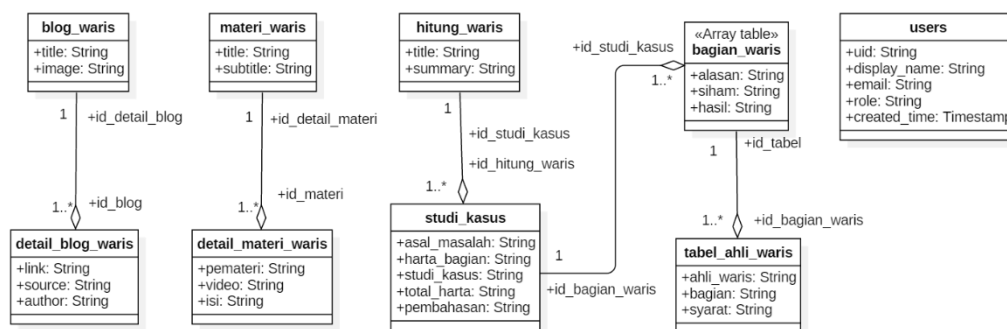 blog_waris
+title: String
+image: String
1
+id_detail_blog
1..*
+id_blog
detail_blog_waris
+link: String
+source: String
+author: String
materi_waris
+title: String
+subtitle: String
1
+id_detail_materi
1..*
+id_materi
detail_materi_waris
+pemateri: String
+video: String
+isi: String
hitung_waris
+title: String
+summary: String
1
+id_studi_kasus
+id_hitung_waris
1..*
studi_kasus
+asal_masalah: String
+harta_bagian: String
+studi_kasus: String
+total_harta: String
+pembahasan: String
1
+id_bagian_waris
+id_studi_kasus
1..*
«Array table»
bagian_waris
+alasan: String
+siham: String
+hasil: String
+id_tabel
1
1..*
+id_bagian_waris
tabel_ahli_waris
+ahli_waris: String
+bagian: String
+syarat: String
users
+uid: String
+display_name: String
+email: String
+role: String
+created_time: Timestamp